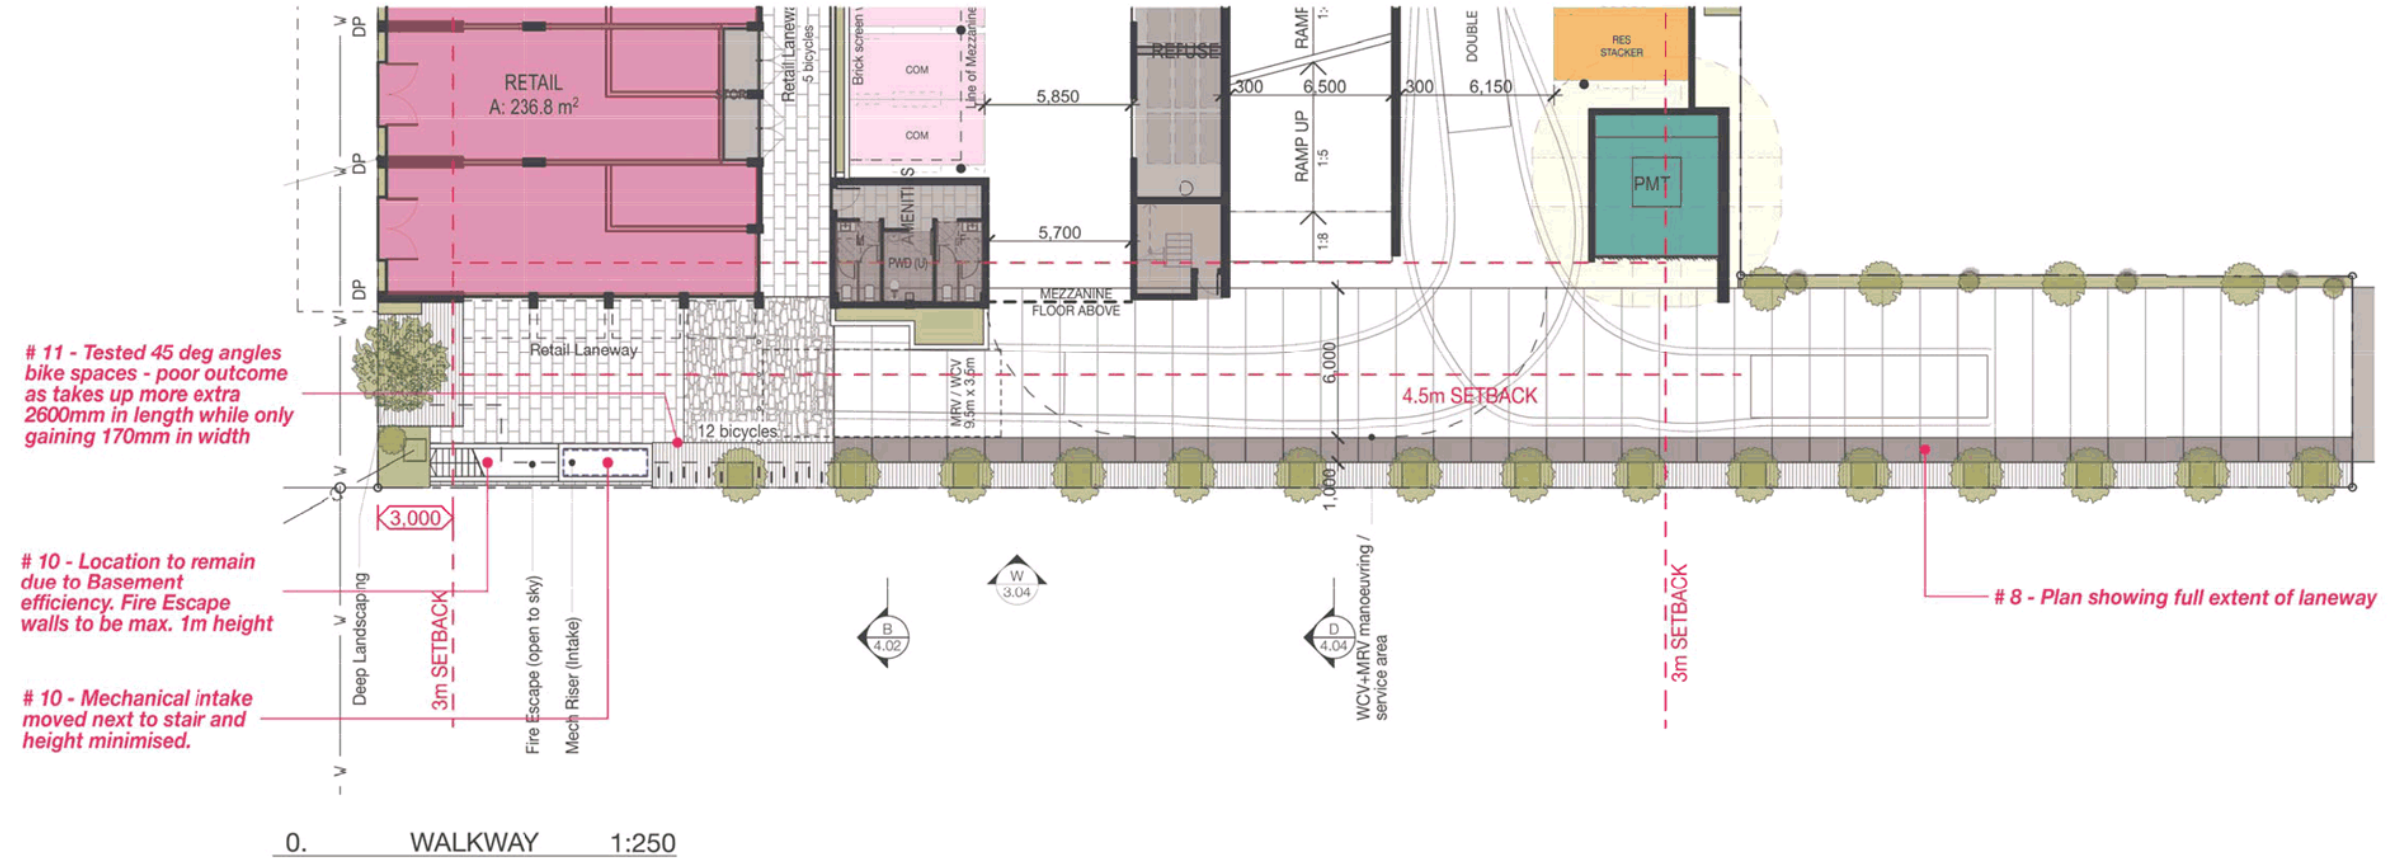 DP
DP
DP
W
W
W
W
W
W
RETAIL
A: 236.8 m²
STOR
Retail Laneway
5 bicycles
Brick screen
COM
COM
Line of Mezzanine
5,850
REFUSE
300
6,500
300
6,150
RAMP
1:
RAMP UP
1:5
1:8
DOUBLE
RES
STACKER
PMT
AMENITI S
M
PWD (U)
F
5,700
MEZZANINE
FLOOR ABOVE
Retail Laneway
12 bicycles
MRV / WCV
9.5m x 3.5m
6,000
1,000
4.5m SETBACK
# 11 - Tested 45 deg angles
bike spaces - poor outcome
as takes up more extra
2600mm in length while only
gaining 170mm in width
3,000
# 10 - Location to remain
due to Basement
efficiency. Fire Escape
walls to be max. 1m height
# 10 - Mechanical intake
moved next to stair and
height minimised.
Deep Landscaping
3m SETBACK
Fire Escape (open to sky)
Mech Riser (Intake)
B
4.02
W
3.04
D
4.04
WCV+MRV manoeuvring /
service area
3m SETBACK
# 8 - Plan showing full extent of laneway
0. WALKWAY 1:250